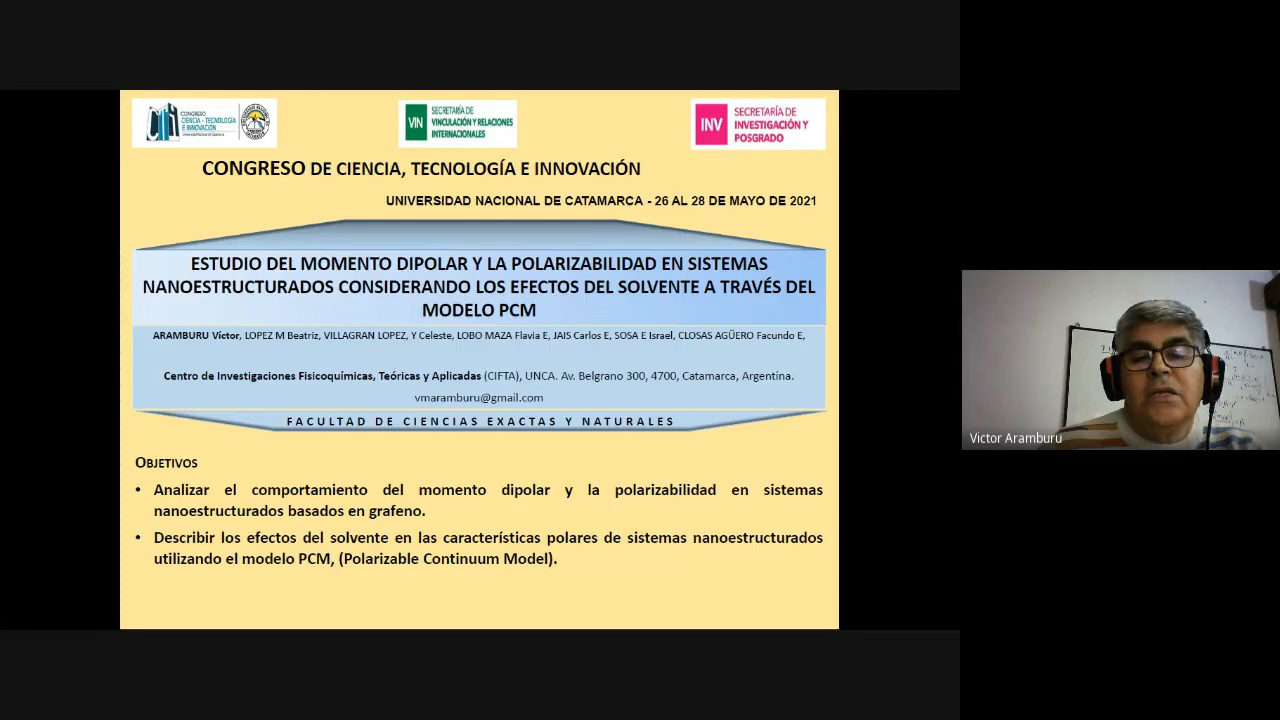 CONGRESO
CIENCIA - TECNOLOGÍA
E INNOVACIÓN
VIN
SECRETARÍA DE
VINCULACIÓN Y RELACIONES
INTERNACIONALES
INV
SECRETARÍA DE
INVESTIGACIÓN Y
POSGRADO
CONGRESO DE CIENCIA, TECNOLOGÍA E INNOVACIÓN
UNIVERSIDAD NACIONAL DE CATAMARCA - 26 AL 28 DE MAYO DE 2021
ESTUDIO DEL MOMENTO DIPOLAR Y LA POLARIZABILIDAD EN SISTEMAS
NANOESTRUCTURADOS CONSIDERANDO LOS EFECTOS DEL SOLVENTE A TRAVÉS DEL
MODELO PCM
ARAMBURU Víctor, LOPEZ M Beatriz, VILLAGRAN LOPEZ, Y Celeste, LOBO MAZA Flavia E, JAIS Carlos E, SOSA E Israel, CLOSAS AGÜERO Facundo E,
Centro de Investigaciones Fisicoquímicas, Teóricas y Aplicadas (CIFTA), UNCA. Av. Belgrano 300, 4700, Catamarca, Argentina.
vmaramburu@gmail.com
FACULTAD DE CIENCIAS EXACTAS Y NATURALES
OBJETIVOS
• Analizar el comportamiento del momento dipolar y la polarizabilidad en sistemas
nanoestructurados basados en grafeno.
• Describir los efectos del solvente en las características polares de sistemas nanoestructurados
utilizando el modelo PCM, (Polarizable Continuum Model).
Victor Aramburu